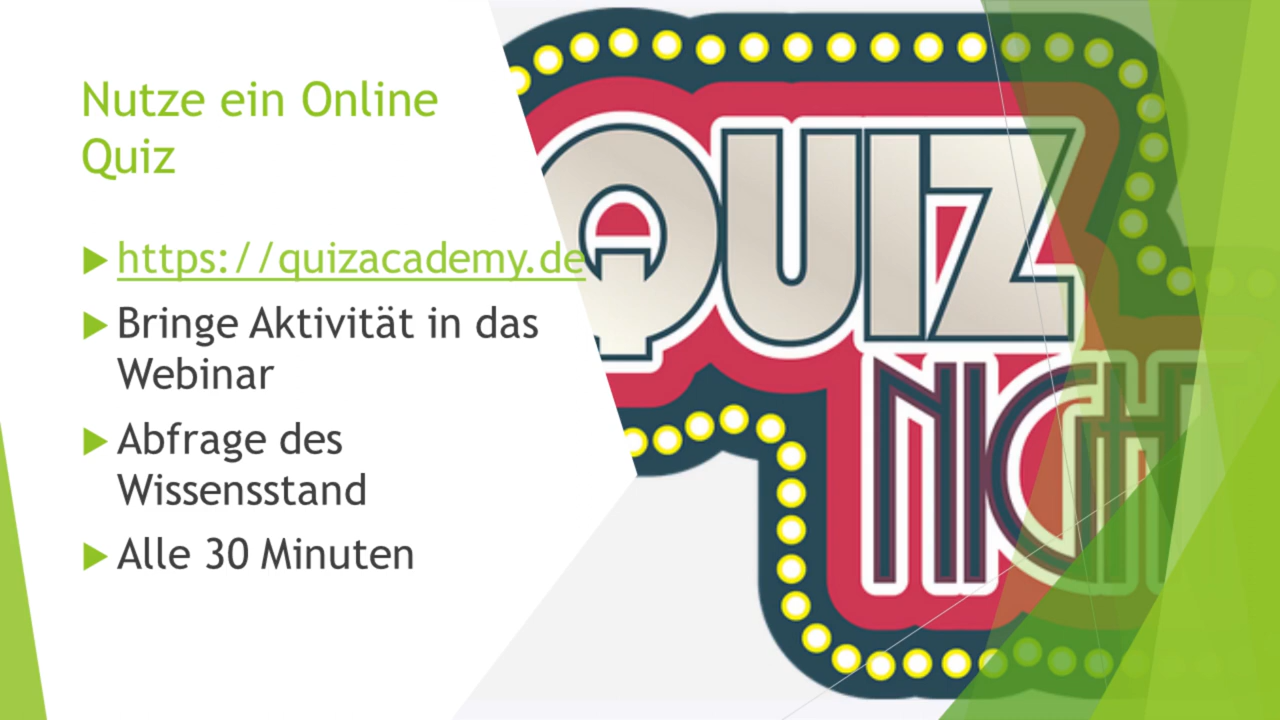 Nutze ein Online
Quiz
https://quizacademy.de
Bringe Aktivität in das
Webinar
Abfrage des
Wissensstand
Alle 30 Minuten
QUIZ
NIGHT